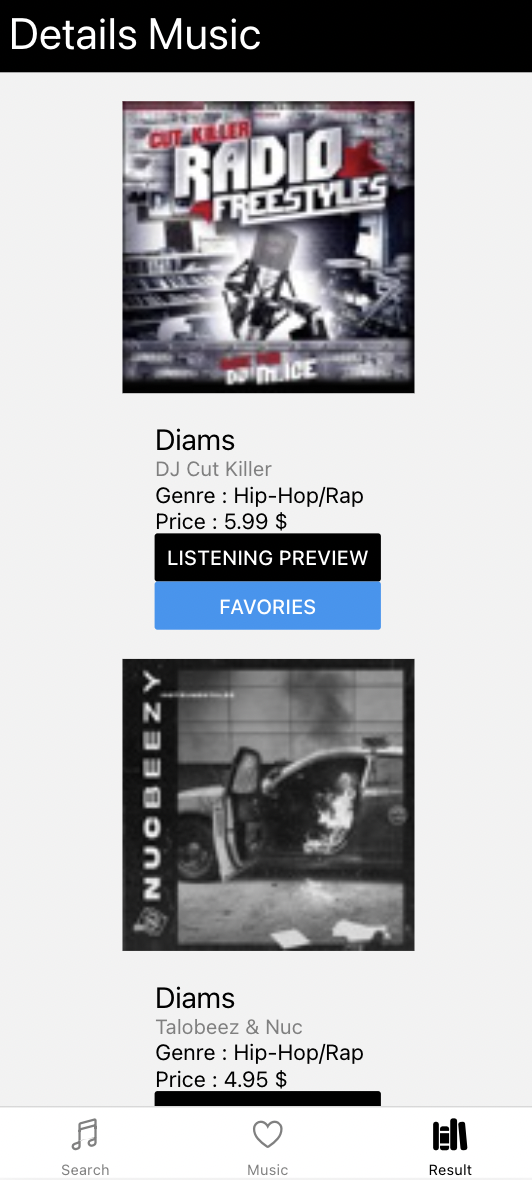 Details Music
CUT KILLER
RADIO
FREESTYLES
DJ M.ICE
Diams
DJ Cut Killer
Genre : Hip-Hop/Rap
Price : 5.99 $
LISTENING PREVIEW
FAVORIES
NUCBEEZY
Diams
Talobeez & Nuc
Genre : Hip-Hop/Rap
Price : 4.95 $
Search
Music
Result